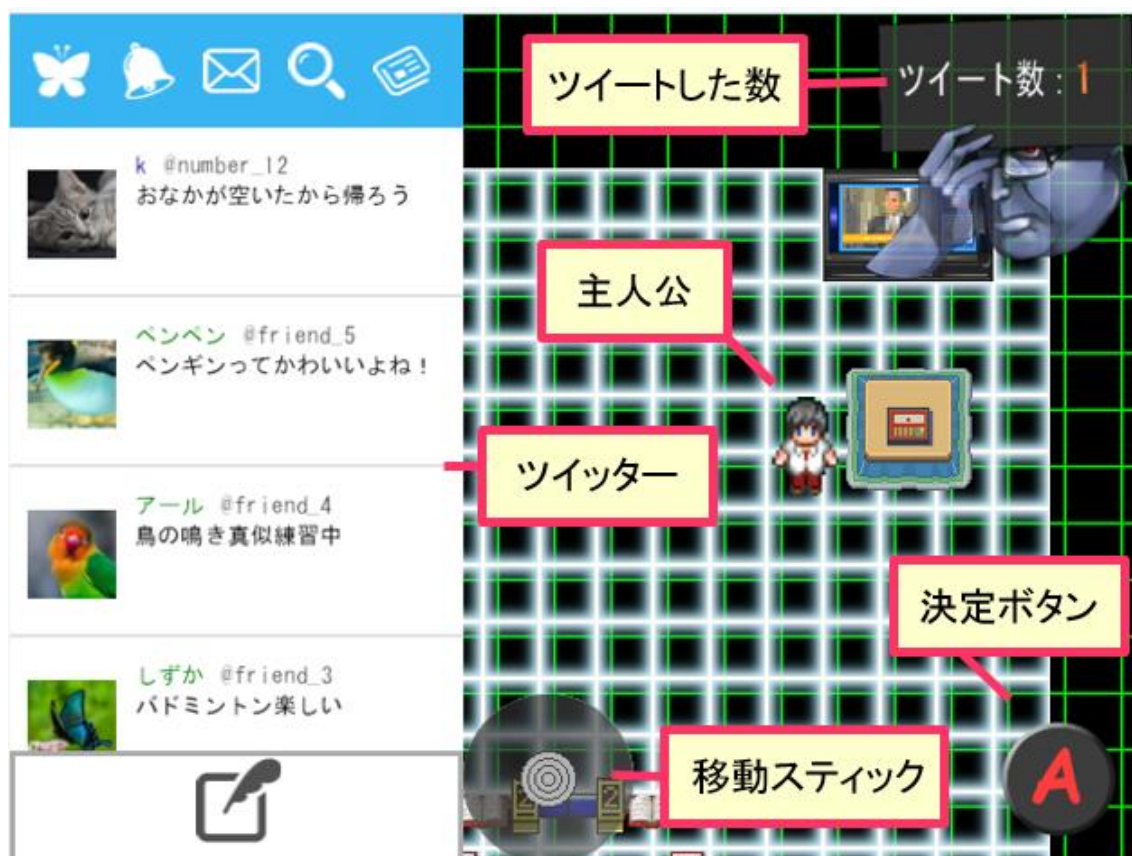 k @number_12
おなかが空いたから帰ろう
ペンペン @friend_5
ペンギンってかわいいよね！
アール @friend_4
鳥の鳴き真似練習中
しずか @friend_3
バドミントン楽しい
ツイートした数
ツイート数：1
主人公
ツイッター
決定ボタン
移動スティック
2
2
A